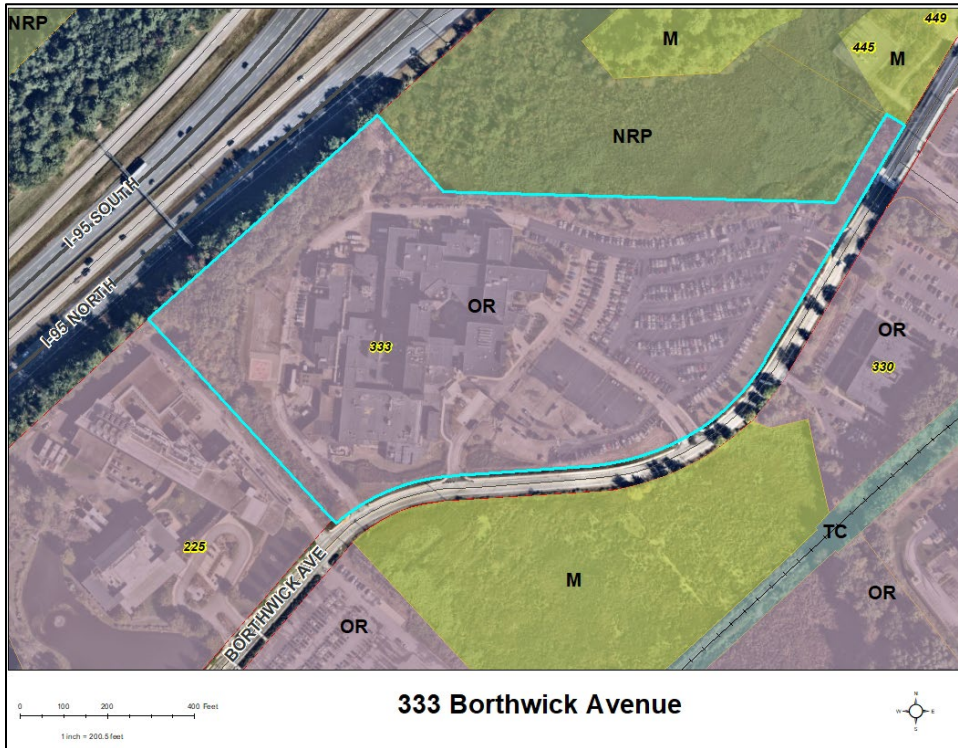 NRP
M
449
445
M
NRP
I-95 SOUTH
I-95 NORTH
OR
333
OR
330
225
BORTHWICK AVE
M
TC
OR
OR
0 100 200 400 Feet
1 inch = 200.5 feet
333 Borthwick Avenue
N
W E
S